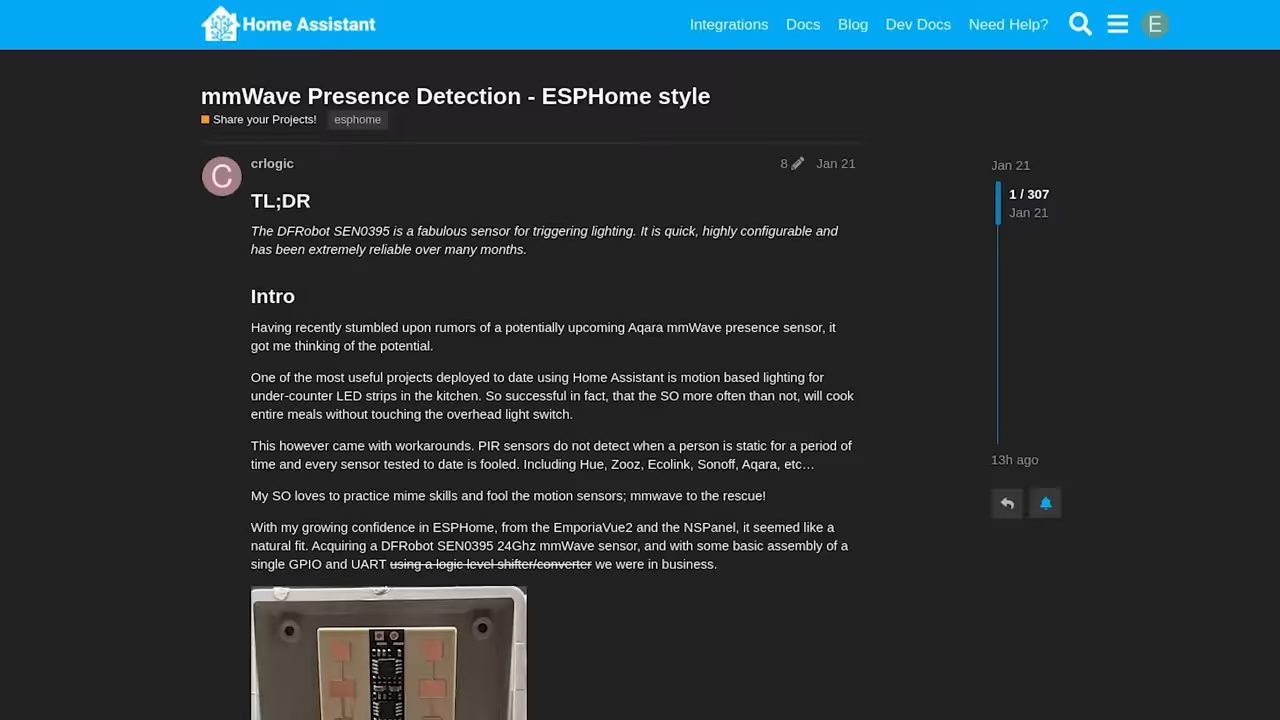 Home Assistant
Integrations Docs Blog Dev Docs Need Help? E
mmWave Presence Detection - ESPHome style
Share your Projects! esphome
C crlogic 8 Jan 21
TL;DR
The DFRobot SEN0395 is a fabulous sensor for triggering lighting. It is quick, highly configurable and
has been extremely reliable over many months.
Intro
Having recently stumbled upon rumors of a potentially upcoming Aqara mmWave presence sensor, it
got me thinking of the potential.
One of the most useful projects deployed to date using Home Assistant is motion based lighting for
under-counter LED strips in the kitchen. So successful in fact, that the SO more often than not, will cook
entire meals without touching the overhead light switch.
This however came with workarounds. PIR sensors do not detect when a person is static for a period of
time and every sensor tested to date is fooled. Including Hue, Zooz, Ecolink, Sonoff, Aqara, etc…
My SO loves to practice mime skills and fool the motion sensors; mmwave to the rescue!
With my growing confidence in ESPHome, from the EmporiaVue2 and the NSPanel, it seemed like a
natural fit. Acquiring a DFRobot SEN0395 24Ghz mmWave sensor, and with some basic assembly of a
single GPIO and UART using a logic level shifter/converter we were in business.
Jan 21
1 / 307
Jan 21
13h ago